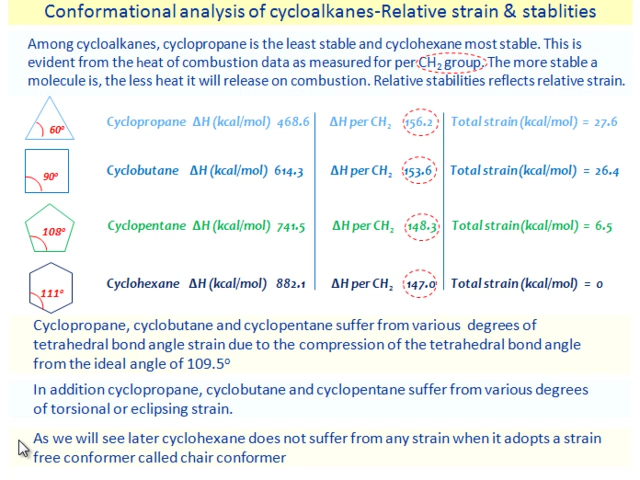 Conformational analysis of cycloalkanes-Relative strain & stablities
Among cycloalkanes, cyclopropane is the least stable and cyclohexane most stable. This is
evident from the heat of combustion data as measured for per CH₂ group. The more stable a
molecule is, the less heat it will release on combustion. Relative stabilities reflects relative strain.
60⁰ Cyclopropane ΔH (kcal/mol) 468.6 ΔH per CH₂ 156.2 Total strain (kcal/mol) = 27.6
90⁰ Cyclobutane ΔH (kcal/mol) 614.3 ΔH per CH₂ 153.6 Total strain (kcal/mol) = 26.4
108⁰ Cyclopentane ΔH (kcal/mol) 741.5 ΔH per CH₂ 148.3 Total strain (kcal/mol) = 6.5
111⁰ Cyclohexane ΔH (kcal/mol) 882.1 ΔH per CH₂ 147.0 Total strain (kcal/mol) = 0
Cyclopropane, cyclobutane and cyclopentane suffer from various degrees of
tetrahedral bond angle strain due to the compression of the tetrahedral bond angle
from the ideal angle of 109.5⁰
In addition cyclopropane, cyclobutane and cyclopentane suffer from various degrees
of torsional or eclipsing strain.
As we will see later cyclohexane does not suffer from any strain when it adopts a strain
free conformer called chair conformer